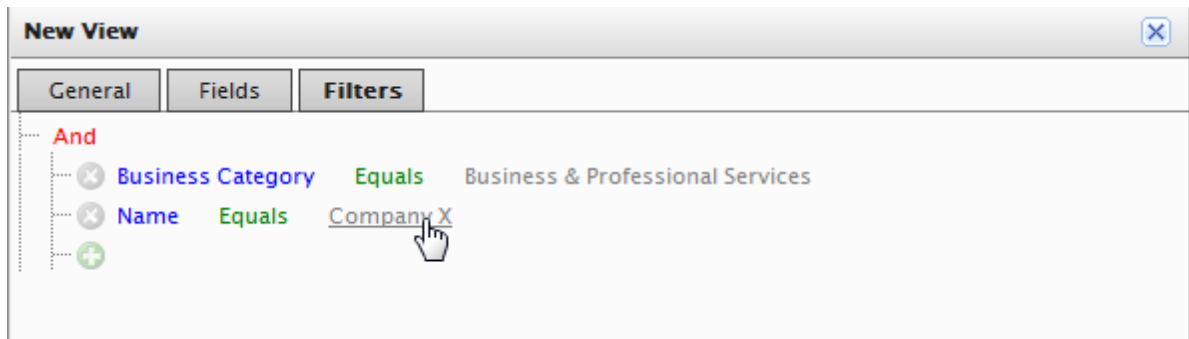 New View
General Fields Filters
And
Business Category Equals Business & Professional Services
Name Equals Company X